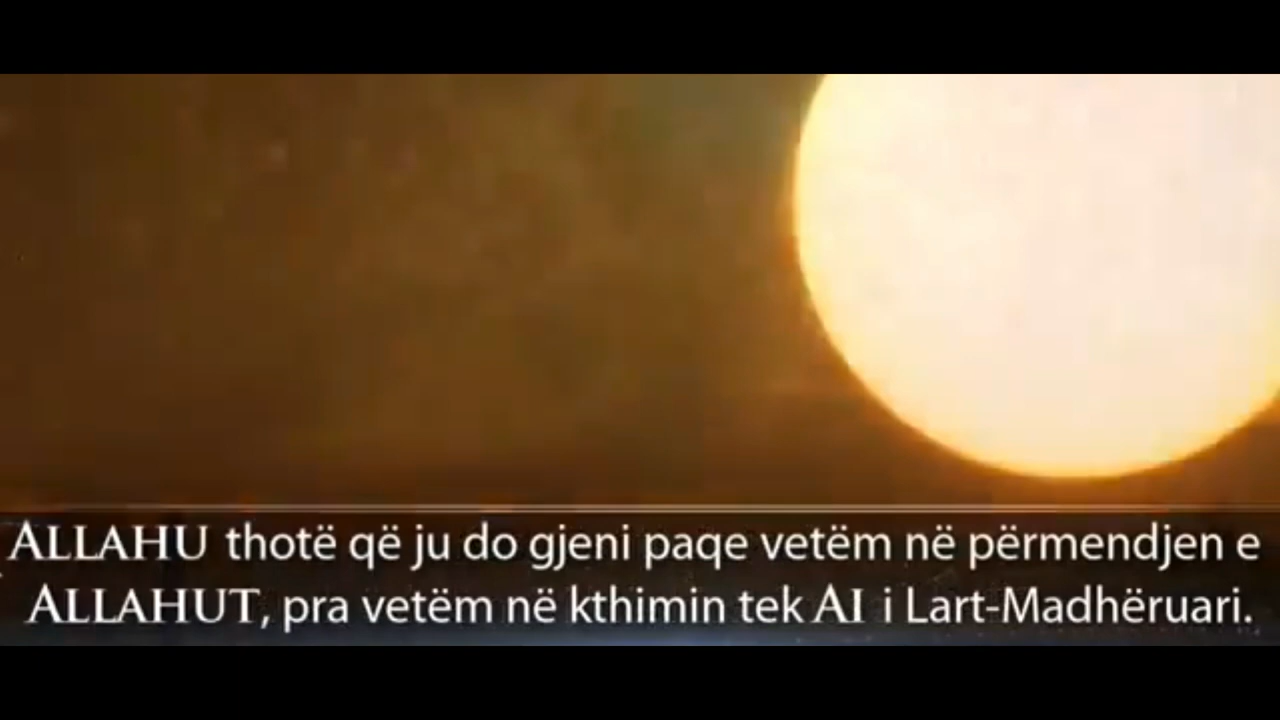 ALLAHU thotë që ju do gjeni paqe vetëm në përmendjen e
ALLAHUT, pra vetëm në kthimin tek AI i Lart-Madhëruari.